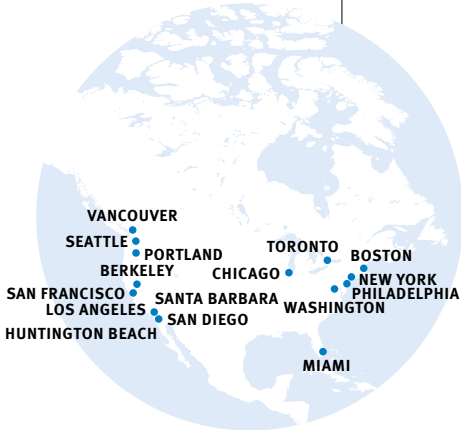 VANCOUVER
SEATTLE
PORTLAND
BERKELEY
SAN FRANCISCO
LOS ANGELES
SANTA BARBARA
SAN DIEGO
HUNTINGTON BEACH
TORONTO
CHICAGO
BOSTON
NEW YORK
PHILADELPHIA
WASHINGTON
MIAMI